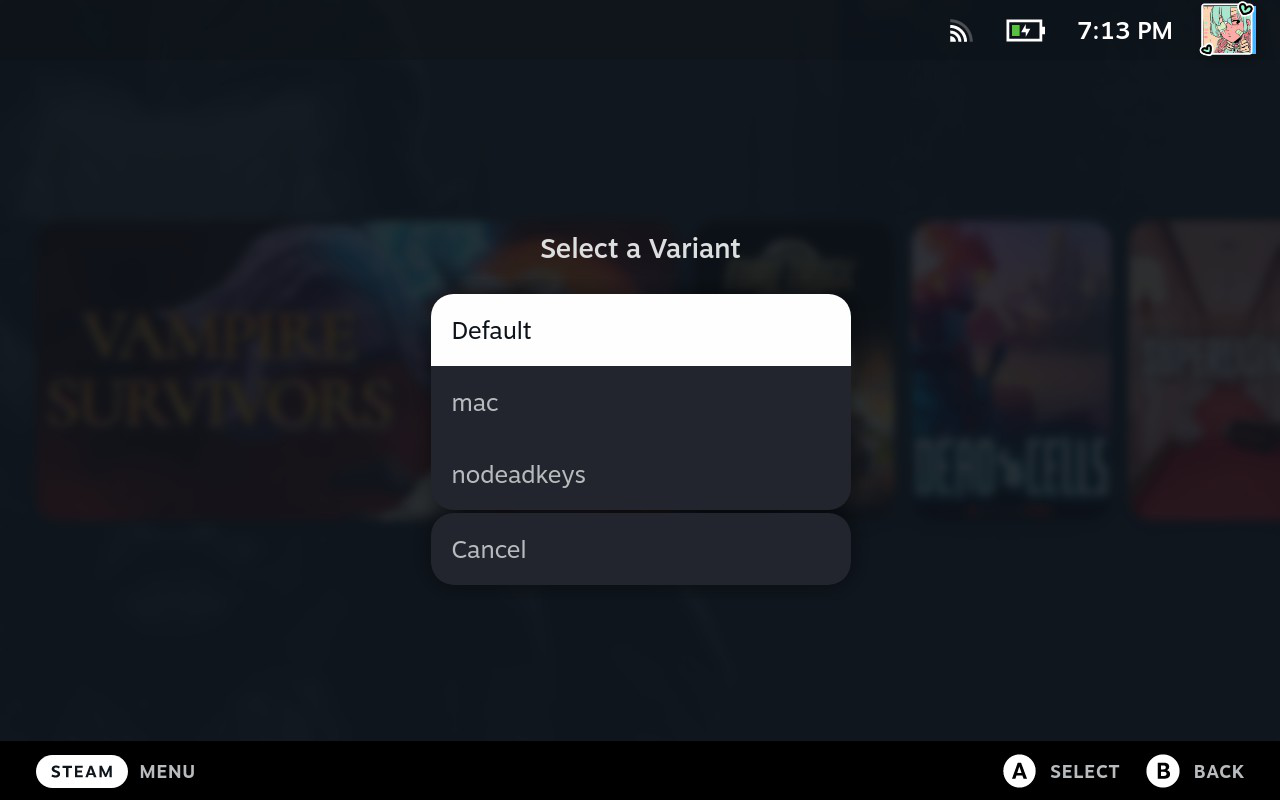 7:13 PM
Select a Variant
VAMPIRE
SURVIVORS
Default
mac
nodeadkeys
DEAD CELLS
Cancel
STEAM MENU
A SELECT B BACK